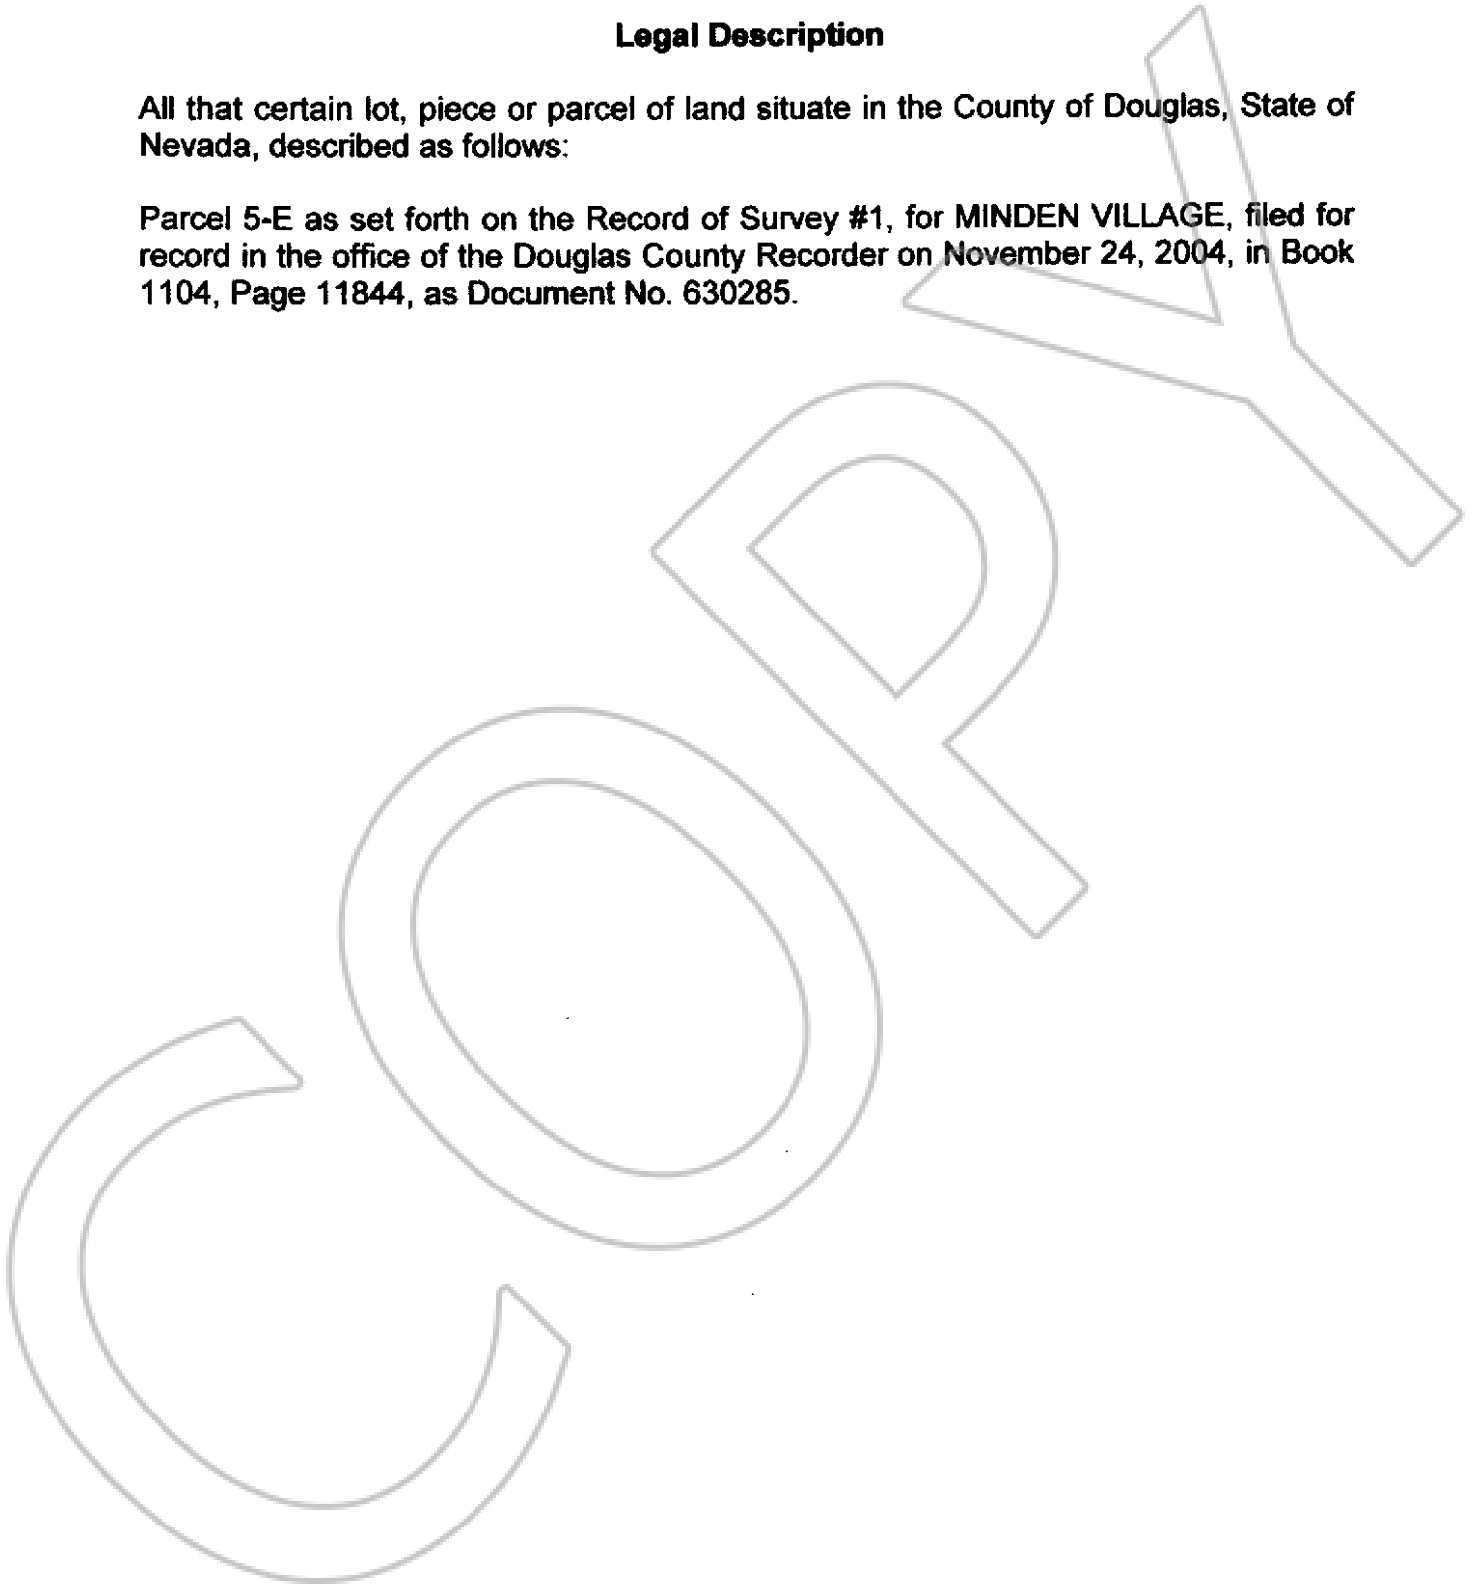 Legal Description
All that certain lot, piece or parcel of land situate in the County of Douglas, State of
Nevada, described as follows:
Parcel 5-E as set forth on the Record of Survey #1, for MINDEN VILLAGE, filed for
record in the office of the Douglas County Recorder on November 24, 2004, in Book
1104, Page 11844, as Document No. 630285.
COPY